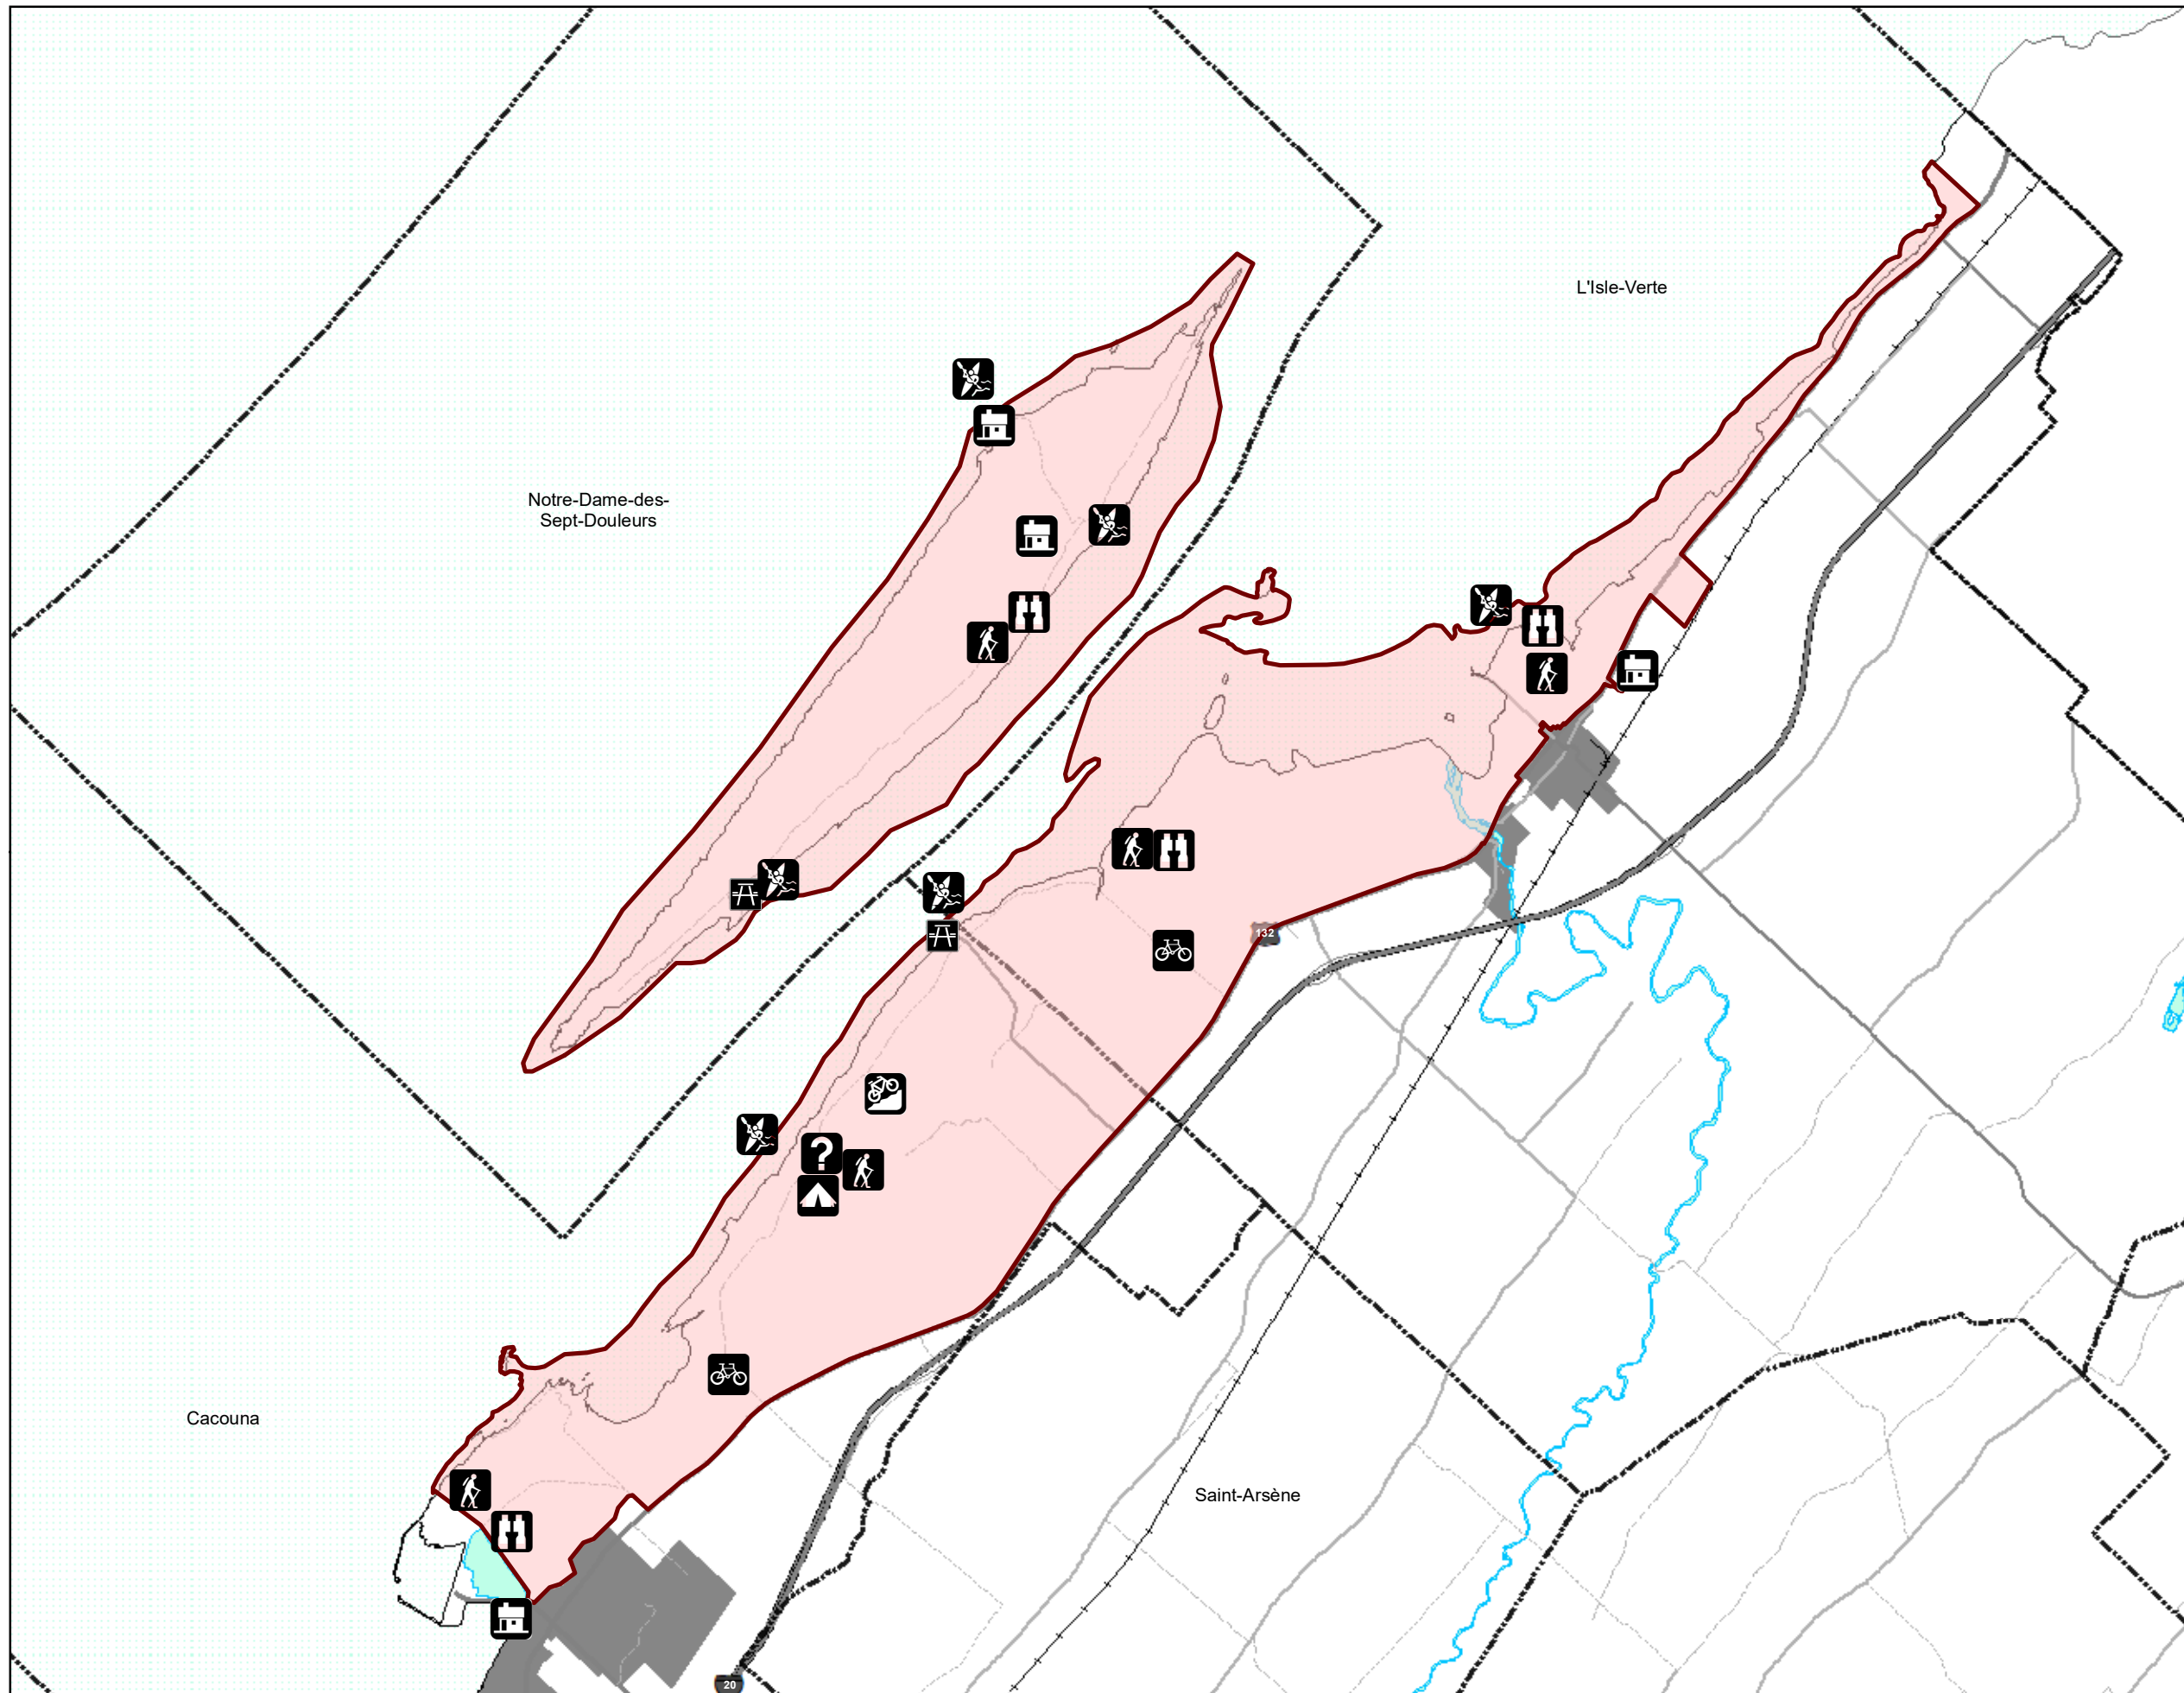 L'Isle-Verte
Notre-Dame-des-
Sept-Douleurs
132
?
Cacouna
Saint-Arsène
20